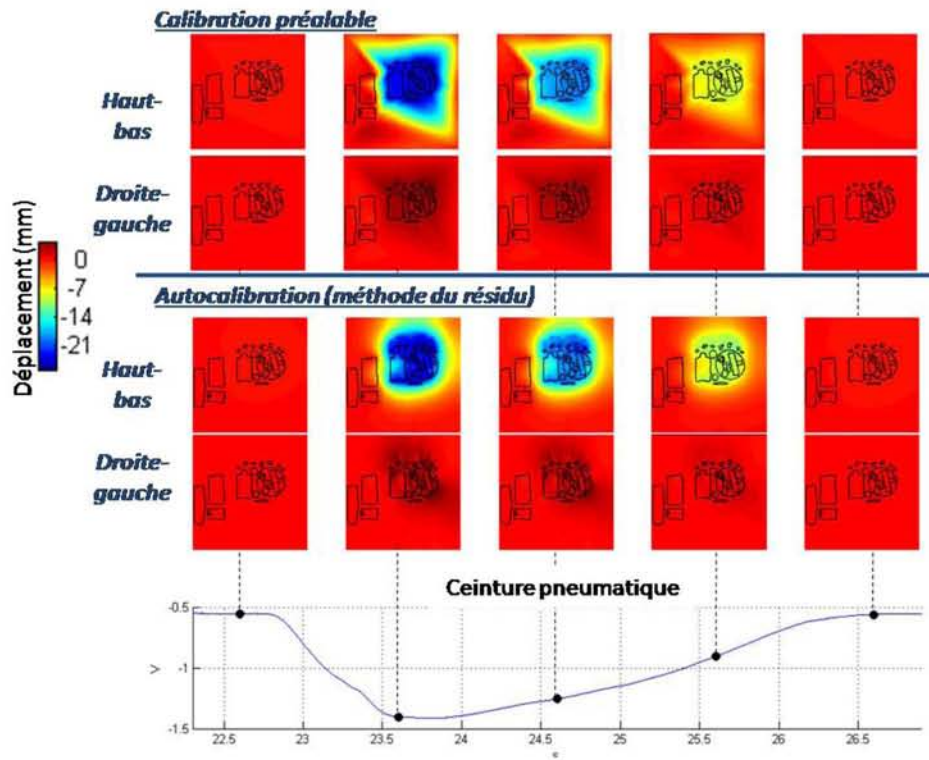 Calibration préalable
Haut-
bas
Droite-
gauche
Déplacement (mm)
0
-7
-14
-21
Autocalibration (méthode du résidu)
Haut-
bas
Droite-
gauche
Ceinture pneumatique
-0.5
-1
-1.5
V
22.5 23 23.5 24 24.5 25 25.5 26 26.5